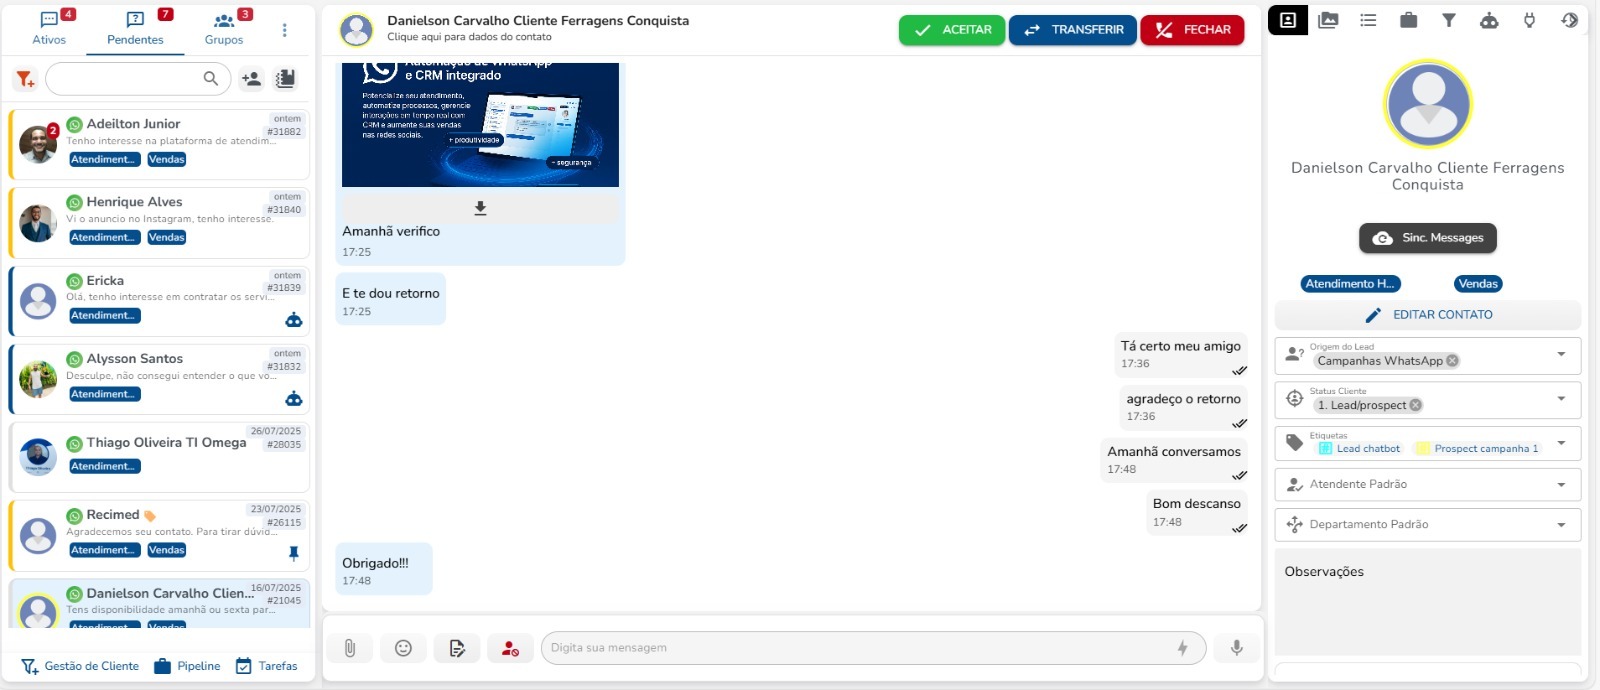 4
7
3
Ativos
Pendentes
Grupos
2
Adeilton Junior
ontem
#31882
Tenho interesse na plataforma de atendim...
Atendiment...
Vendas
Henrique Alves
ontem
#31840
Vi o anuncio no Instagram, tenho interesse.
Atendiment...
Vendas
Ericka
ontem
#31839
Olá, tenho interesse em contratar os servi...
Atendiment...
Alysson Santos
ontem
#31832
Desculpe, não consegui entender o que vo...
Atendiment...
Thiago Oliveira TI Omega
26/07/2025
#28035
Atendiment...
Recimed
23/07/2025
#26115
Agradecemos seu contato. Para tirar dúvid...
Atendiment...
Vendas
Danielson Carvalho Clien...
16/07/2025
#21045
Tens disponibilidade amanhã ou sexta par...
Atendiment...
Vendas
Gestão de Cliente
Pipeline
Tarefas
Danielson Carvalho Cliente Ferragens Conquista
Clique aqui para dados do contato
ACEITAR
TRANSFERIR
FECHAR
Automação de WhatsApp
e CRM integrado
Potencialize seu atendimento,
automatize processos, gerencie
interações em tempo real com
CRM e aumente suas vendas
nas redes sociais.
+ produtividade
+ segurança
Amanhã verifico
17:25
E te dou retorno
17:25
Tá certo meu amigo
17:36
agradeço o retorno
17:36
Amanhã conversamos
17:48
Bom descanso
17:48
Obrigado!!!
17:48
Digita sua mensagem
Danielson Carvalho Cliente Ferragens
Conquista
Sinc. Messages
Atendimento H...
Vendas
EDITAR CONTATO
Origem do Lead
Campanhas WhatsApp
Status Cliente
1. Lead/prospect
Etiquetas
Lead chatbot
Prospect campanha 1
Atendente Padrão
Departamento Padrão
Observações